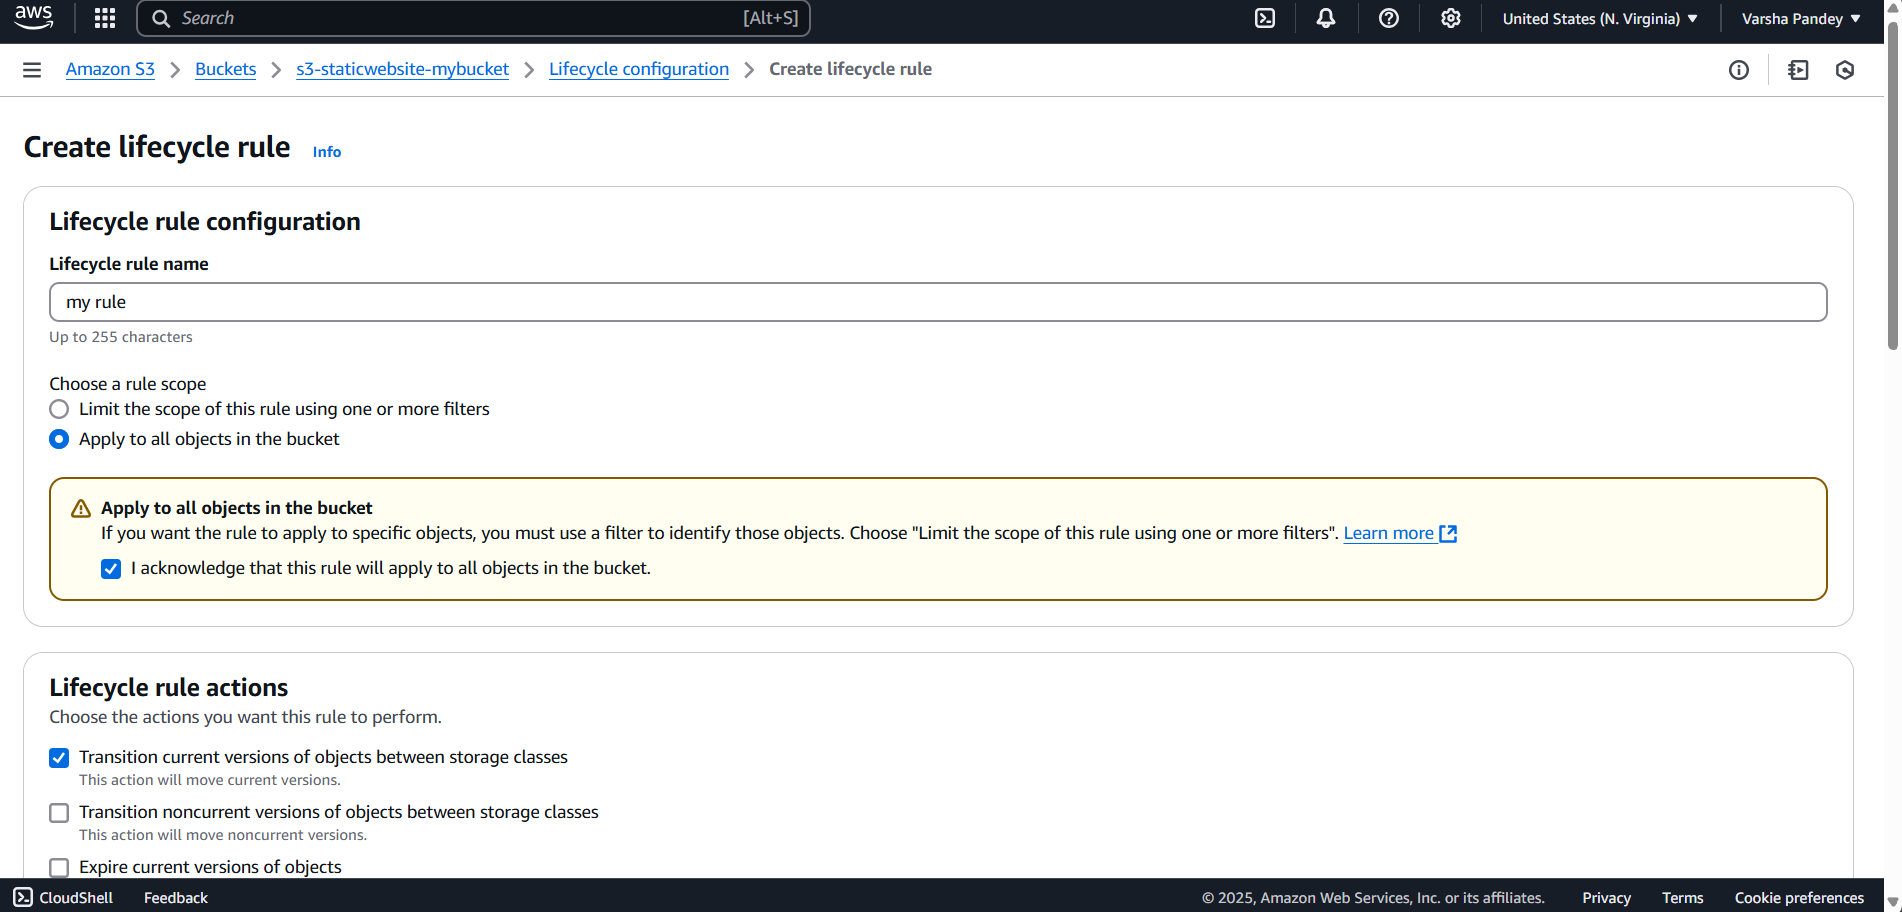 aws
Search [Alt+S] United States (N. Virginia) Varsha Pandey
Amazon S3 Buckets s3-staticwebsite-mybucket Lifecycle configuration Create lifecycle rule
Create lifecycle rule Info
Lifecycle rule configuration
Lifecycle rule name
my rule
Up to 255 characters
Choose a rule scope
Limit the scope of this rule using one or more filters
Apply to all objects in the bucket
Apply to all objects in the bucket
If you want the rule to apply to specific objects, you must use a filter to identify those objects. Choose "Limit the scope of this rule using one or more filters". Learn more
I acknowledge that this rule will apply to all objects in the bucket.
Lifecycle rule actions
Choose the actions you want this rule to perform.
Transition current versions of objects between storage classes
This action will move current versions.
Transition noncurrent versions of objects between storage classes
This action will move noncurrent versions.
Expire current versions of objects
CloudShell Feedback © 2025, Amazon Web Services, Inc. or its affiliates. Privacy Terms Cookie preferences